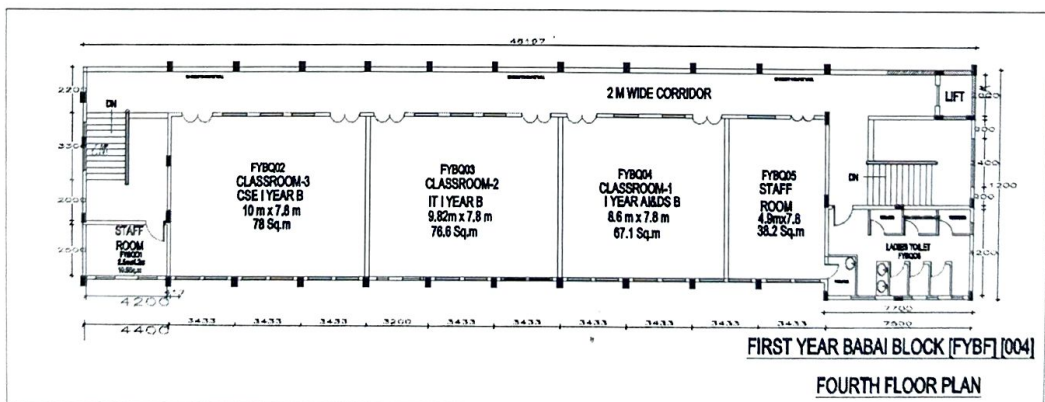 46107
2 M WIDE CORRIDOR
LIFT
DN
2200
FYBQ02
CLASSROOM-3
CSE I YEAR B
10 m x 7.8 m
78 Sq.m
FYBQ03
CLASSROOM-2
IT I YEAR B
9.82m x 7.8 m
76.6 Sq.m
FYBQ04
CLASSROOM-1
I YEAR AI&DS B
8.6 m x 7.8 m
67.1 Sq.m
FYBQ05
STAFF
ROOM
4.9mx7.8
38.2 Sq.m
DN
STAFF
ROOM
FYBQ01
LADIES TOILET
4200
4400
3433 3433 3433 3200 3433 3433 3433 3433 3433 3433
7700
FIRST YEAR BABAI BLOCK [FYBF] [004]
FOURTH FLOOR PLAN